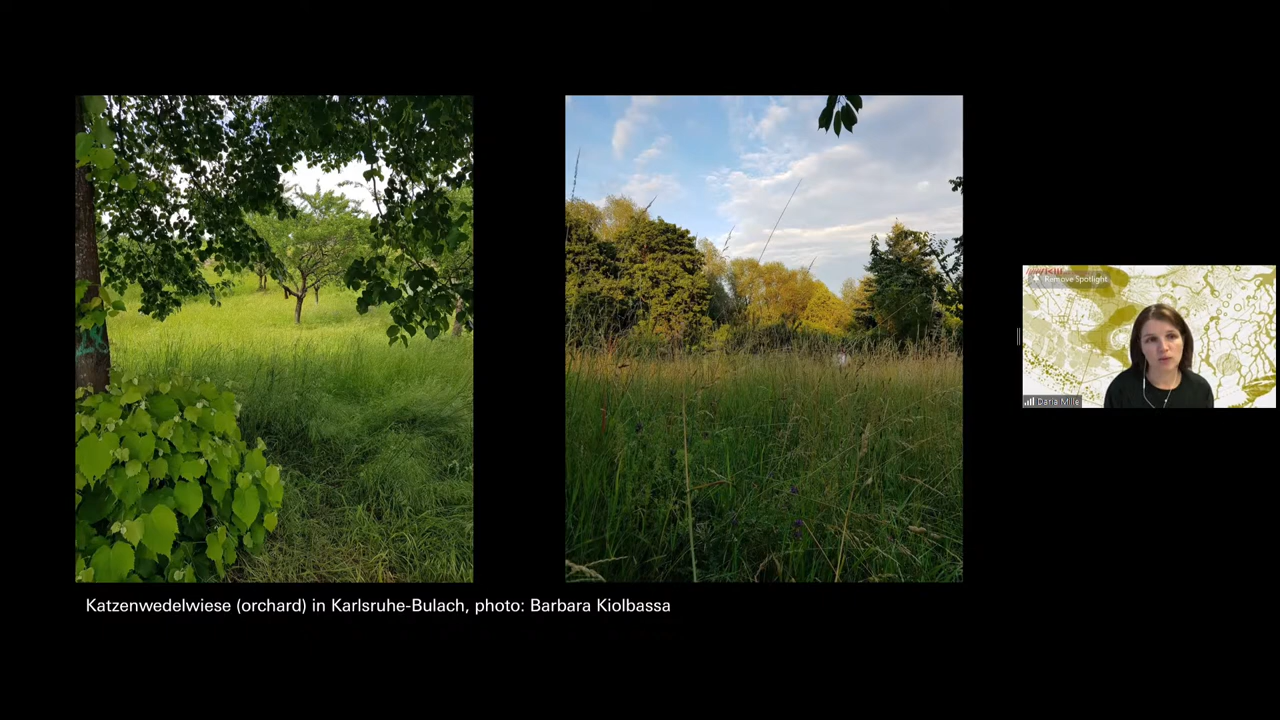 Remove Spotlight
Daria Mille
Katzenwedelwiese (orchard) in Karlsruhe-Bulach, photo: Barbara Kiolbassa